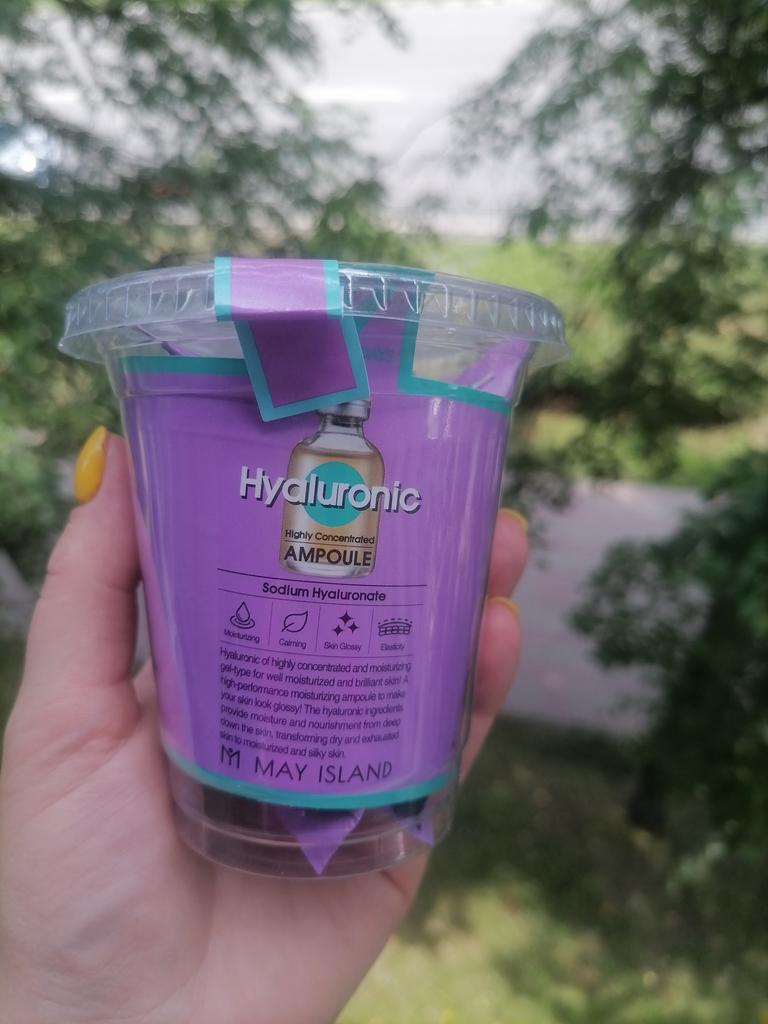 Hyaluronic
Highly Concentrated
AMPOULE
Sodium Hyaluronate
Moisturizing Calming Skin Glossy Elasticity
Hyaluronic of highly concentrated and moisturizing
gel-type for well moisturized and brilliant skin! A
high-performance moisturizing ampoule to make
your skin look glossy! The hyaluronic ingredients
provide moisture and nourishment from deep
down the skin, transforming dry and exhausted
skin to moisturized and silky skin.
MAY ISLAND